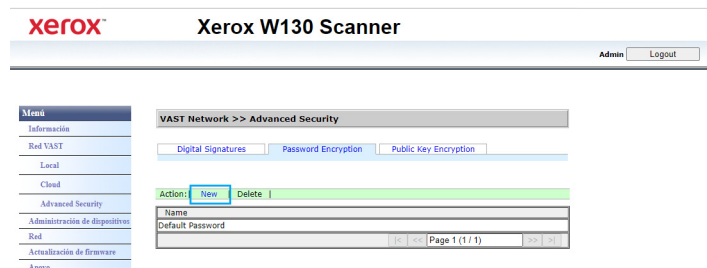 xerox™
Xerox W130 Scanner
Admin Logout
Menú
Información
Red VAST
Local
Cloud
Advanced Security
Administración de dispositivos
Red
Actualización de firmware
Apoyo
VAST Network >> Advanced Security
Digital Signatures Password Encryption Public Key Encryption
Action: | New | Delete |
Name
Default Password
|< << Page 1 (1 / 1) >> >|